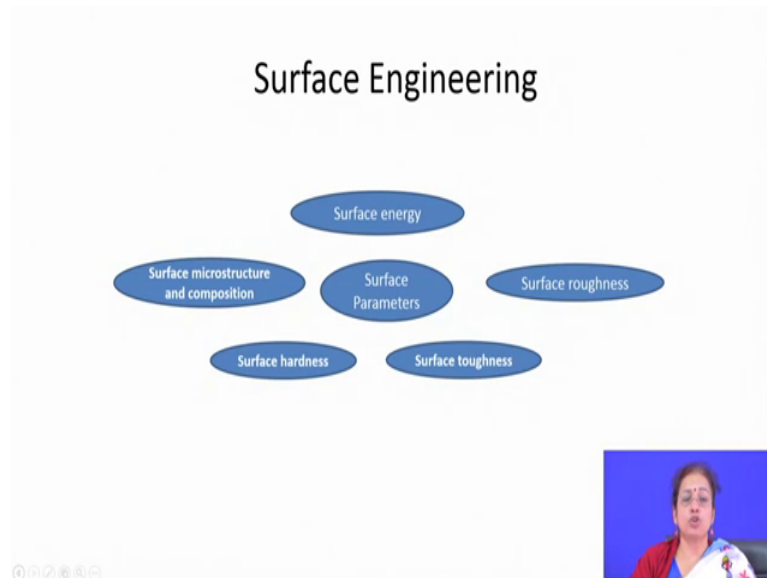 Surface Engineering
Surface energy
Surface microstructure
and composition
Surface
Parameters
Surface roughness
Surface hardness
Surface toughness